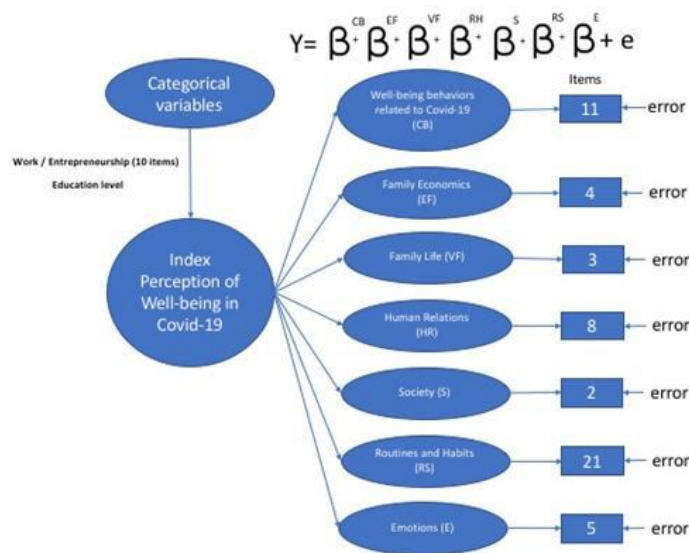 Y= β^CB + β^EF + β^VF + β^RH + β^S + β^RS + β^E + e
Categorical
variables
Work / Entrepreneurship (10 items)
Education level
Index
Perception of
Well-being in
Covid-19
Items
Well-being behaviors
related to Covid-19
(CB)
11
error
Family Economics
(EF)
4
error
Family Life (VF)
3
error
Human Relations
(HR)
8
error
Society (S)
2
error
Routines and Habits
(RS)
21
error
Emotions (E)
5
error